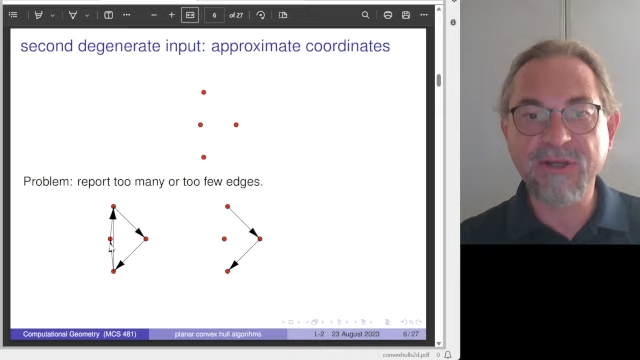 6 of 27
second degenerate input: approximate coordinates
Problem: report too many or too few edges.
Computational Geometry (MCS 481) planar convex hull algorithms L-2 23 August 2023 6 / 27
convexhulls2d.pdf 0